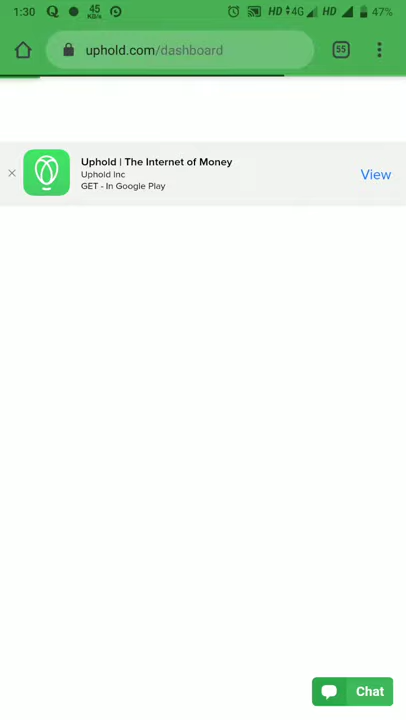 1:30 Q 45 KB/s HD 4G HD 47%
uphold.com/dashboard 55
Uphold | The Internet of Money
Uphold Inc
GET - In Google Play
View
Chat